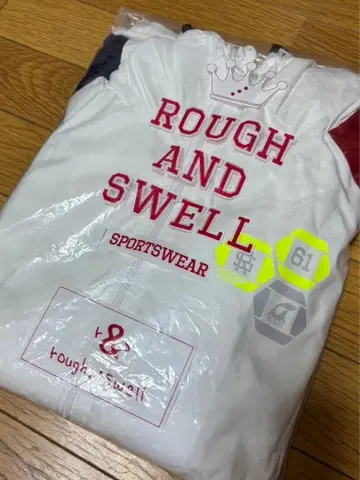 ROUGH
AND
SWELL
SPORTSWEAR
61
r&s
rough & swell